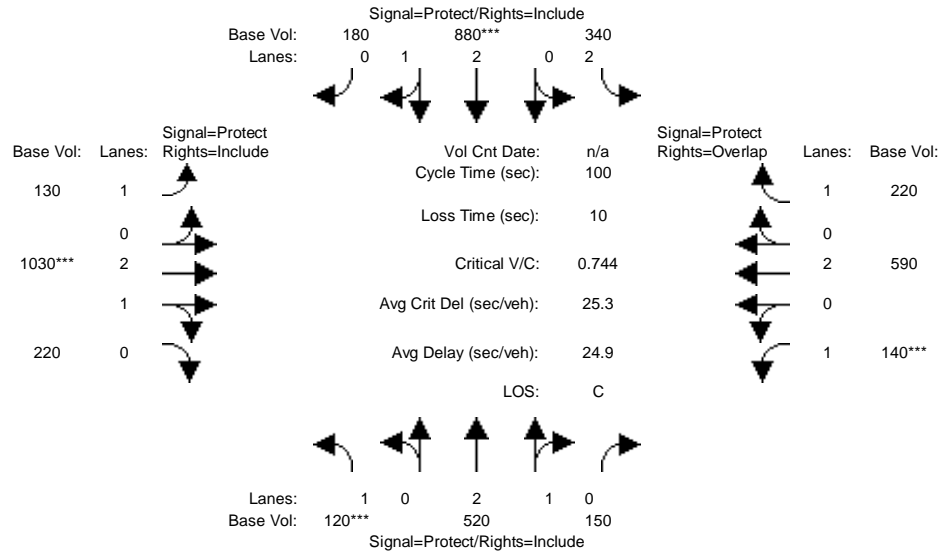 Signal=Protect/Rights=Include
Base Vol: 180 880*** 340
Lanes: 0 1 2 0 2
Signal=Protect
Rights=Include
Base Vol: Lanes:
Vol Cnt Date: n/a
Signal=Protect
Rights=Overlap
Lanes: Base Vol:
Cycle Time (sec): 100
130 1
1 220
Loss Time (sec): 10
0
0
1030*** 2
Critical V/C: 0.744
2 590
1
Avg Crit Del (sec/veh): 25.3
0
220 0
Avg Delay (sec/veh): 24.9
1 140***
LOS: C
Lanes: 1 0 2 1 0
Base Vol: 120*** 520 150
Signal=Protect/Rights=Include